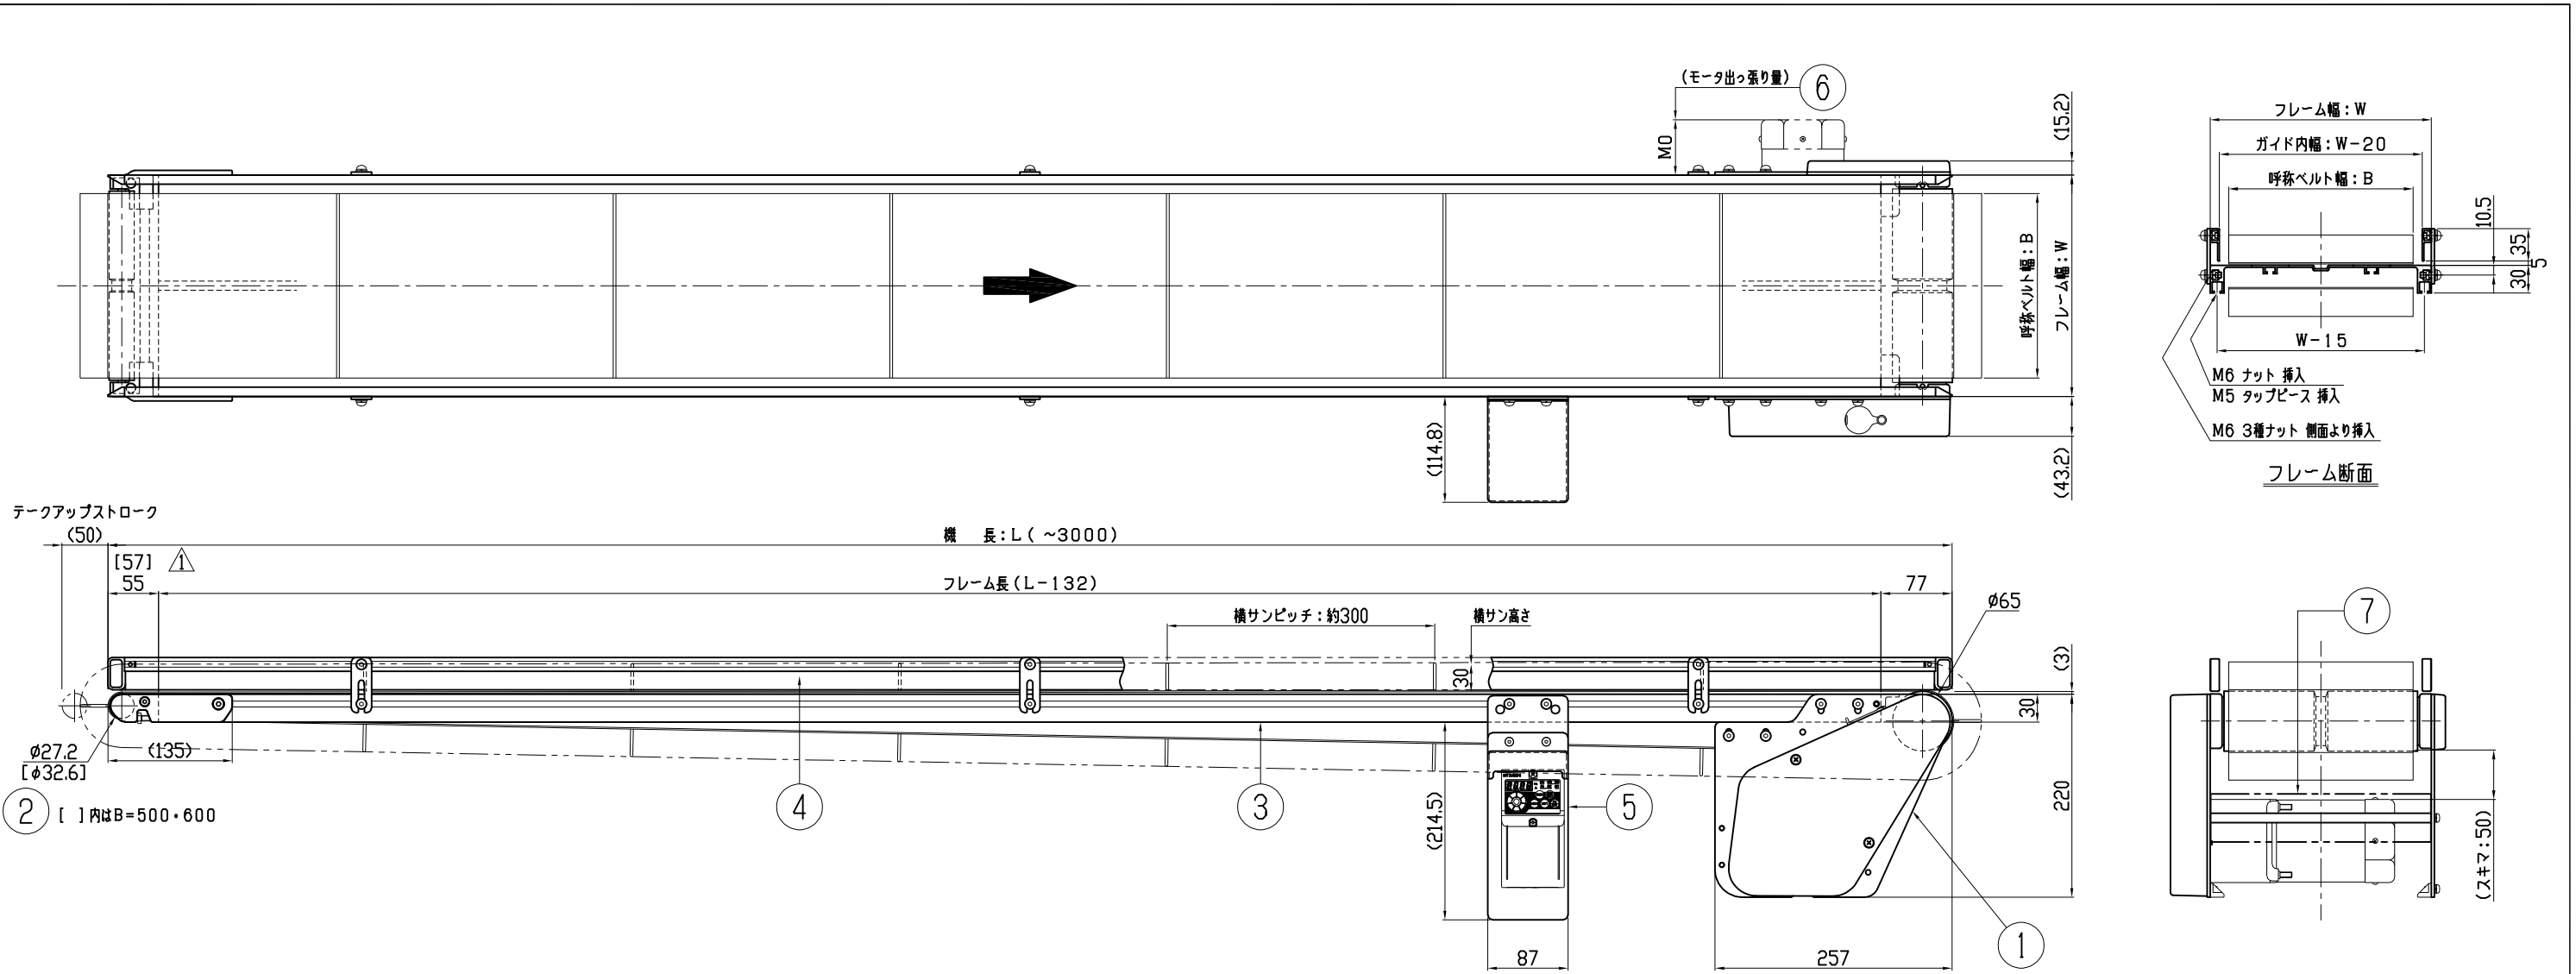 (モータ出っ張り量)
6
M0
(15.2)
呼称ベルト幅：B
フレーム幅：W
(114.8)
(43.2)
フレーム幅：W
ガイド内幅：W-20
呼称ベルト幅：B
10.5
35
5
30
W-15
M6 ナット 挿入
M5 タップピース 挿入
M6 3種ナット 側面より挿入
フレーム断面
テークアップストローク
(50)
機 長：L( ~3000)
[57] 1
55
フレーム長(L-132)
77
横サンピッチ：約300
横サン高さ
30
φ65
(3)
30
220
φ27.2
[φ32.6]
(135)
2
[ ]内はB=500・600
4
3
5
(214.5)
87
257
1
7
(スキマ：50)